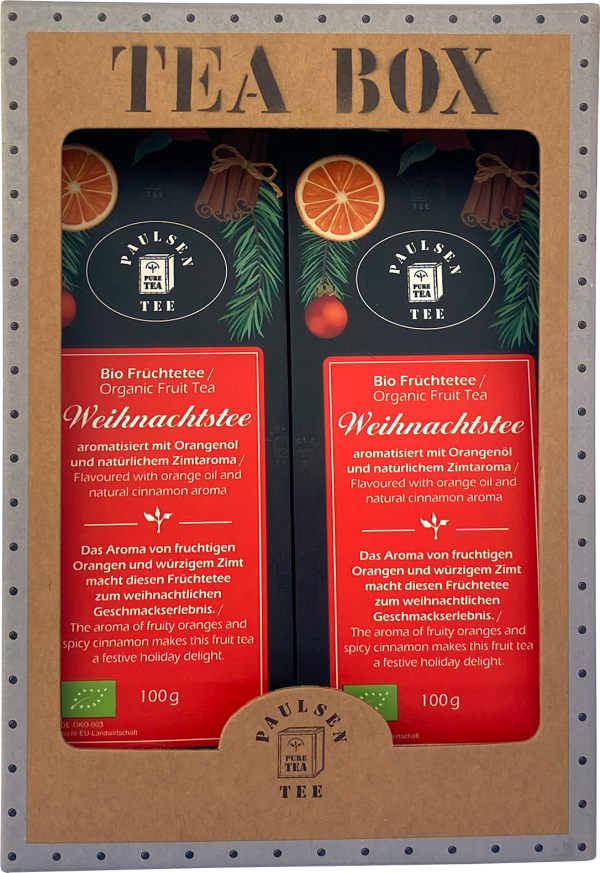 TEA BOX
PAULSEN
PURE
TEA
TEE
Bio Früchtetee /
Organic Fruit Tea
Weihnachtstee
aromatisiert mit Orangenöl
und natürlichem Zimtaroma /
Flavoured with orange oil and
natural cinnamon aroma
Das Aroma von fruchtigen
Orangen und würzigem Zimt
macht diesen Früchtetee
zum weihnachtlichen
Geschmackserlebnis. /
The aroma of fruity oranges and
spicy cinnamon makes this fruit tea
a festive holiday delight.
100g
DE-ÖKO-003
Nicht-EU-Landwirtschaft
PAULSEN
PURE
TEA
TEE
Bio Früchtetee /
Organic Fruit Tea
Weihnachtstee
aromatisiert mit Orangenöl
und natürlichem Zimtaroma /
Flavoured with orange oil and
natural cinnamon aroma
Das Aroma von fruchtigen
Orangen und würzigem Zimt
macht diesen Früchtetee
zum weihnachtlichen
Geschmackserlebnis. /
The aroma of fruity oranges and
spicy cinnamon makes this fruit tea
a festive holiday delight.
100g
PAULSEN
PURE
TEA
TEE